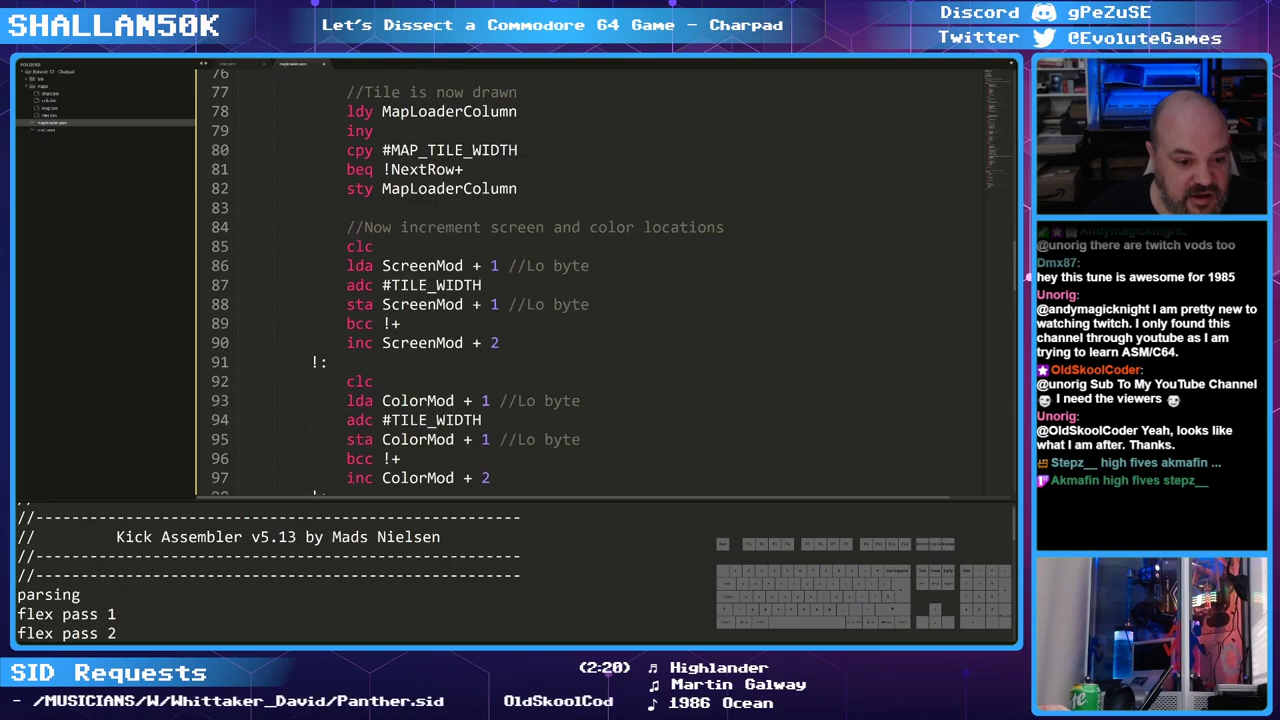 SHALLAN50K
Let's Dissect a Commodore 64 Game - Charpad
Discord gPeZuSE
Twitter @EvoluteGames
FOLDERS
76
77 //Tile is now drawn
78 ldy MapLoaderColumn
79 iny
80 cpy #MAP_TILE_WIDTH
81 beq !NextRow+
82 sty MapLoaderColumn
83
84 //Now increment screen and color locations
85 clc
86 lda ScreenMod + 1 //Lo byte
87 adc #TILE_WIDTH
88 sta ScreenMod + 1 //Lo byte
89 bcc !+
90 inc ScreenMod + 2
91 !:
92 clc
93 lda ColorMod + 1 //Lo byte
94 adc #TILE_WIDTH
95 sta ColorMod + 1 //Lo byte
96 bcc !+
97 inc ColorMod + 2
//------------------------------------------------------
// Kick Assembler v5.13 by Mads Nielsen
//------------------------------------------------------
//------------------------------------------------------
parsing
flex pass 1
flex pass 2
Andymagicknight:
@unorig there are twitch vods too
Dmx87:
hey this tune is awesome for 1985
Unorig:
@andymagicknight I am pretty new to
watching twitch. I only found this
channel through youtube as I am
trying to learn ASM/C64.
OldSkoolCoder:
@unorig Sub To My YouTube Channel
I need the viewers
Unorig:
@OldSkoolCoder Yeah, looks like
what I am after. Thanks.
Stepz__ high fives akmafin ...
Akmafin high fives stepz__
SID Requests
- /MUSICIANS/W/Whittaker_David/Panther.sid OldSkoolCod
(2:20) Highlander
Martin Galway
1986 Ocean